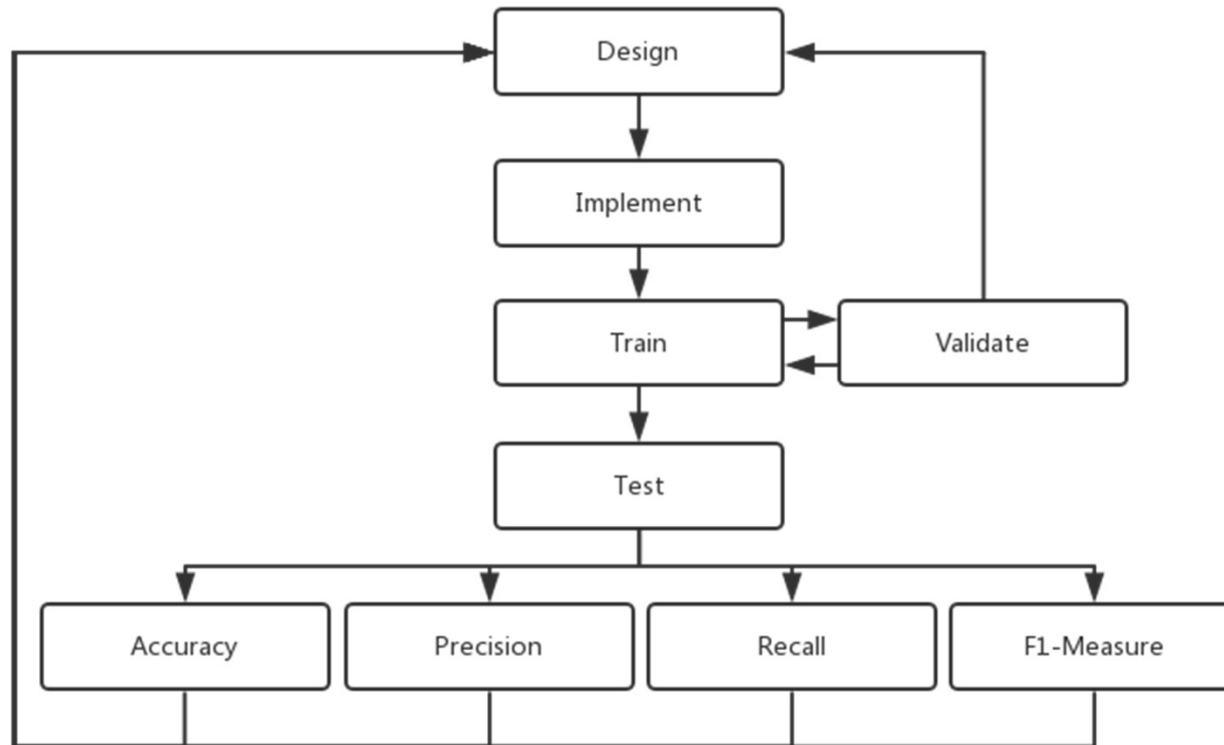 Design
Implement
Train
Validate
Test
Accuracy
Precision
Recall
F1-Measure